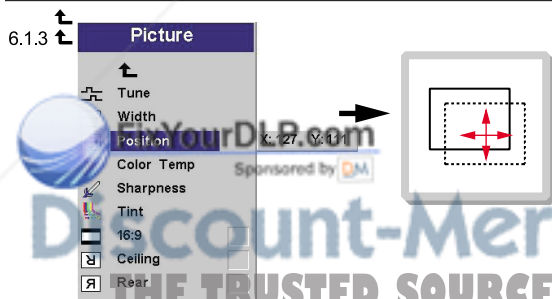 6.1.3
Picture
Tune
Width
Position X: 127 Y: 111
Color Temp
Sharpness
Tint
16:9
Ceiling
Rear
FixYourDLP.com
Sponsored by DM
Discount-Mer
THE TRUSTED SOURCE